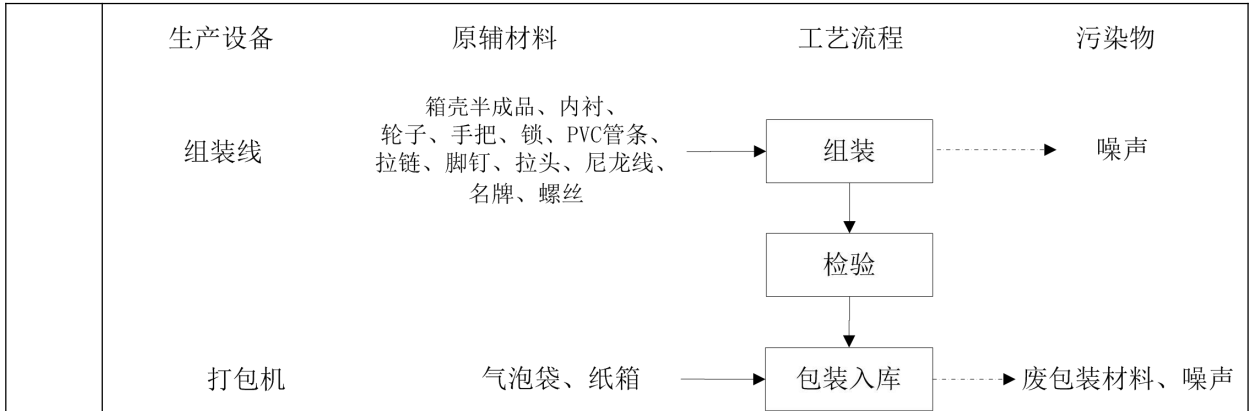 生产设备 原辅材料 工艺流程 污染物
箱壳半成品、内衬、
轮子、手把、锁、PVC管条、
拉链、脚钉、拉头、尼龙线、
名牌、螺丝
组装线
组装
噪声
检验
打包机 气泡袋、纸箱 包装入库 废包装材料、噪声